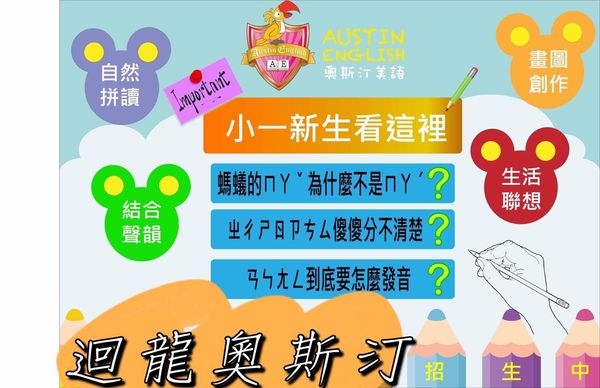 AUSTIN
ENGLISH
奧斯汀美語
Austin English
A E
自然
拼讀
Important
畫圖
創作
小一新生看這裡
螞蟻的ㄇㄚˇ為什麼不是ㄇㄚˊ?
ㄓㄔㄕㄖㄗㄘㄙ傻傻分不清楚?
ㄢㄣㄤㄥ到底要怎麼發音?
結合
聲韻
生活
聯想
迴龍奧斯汀
招生中